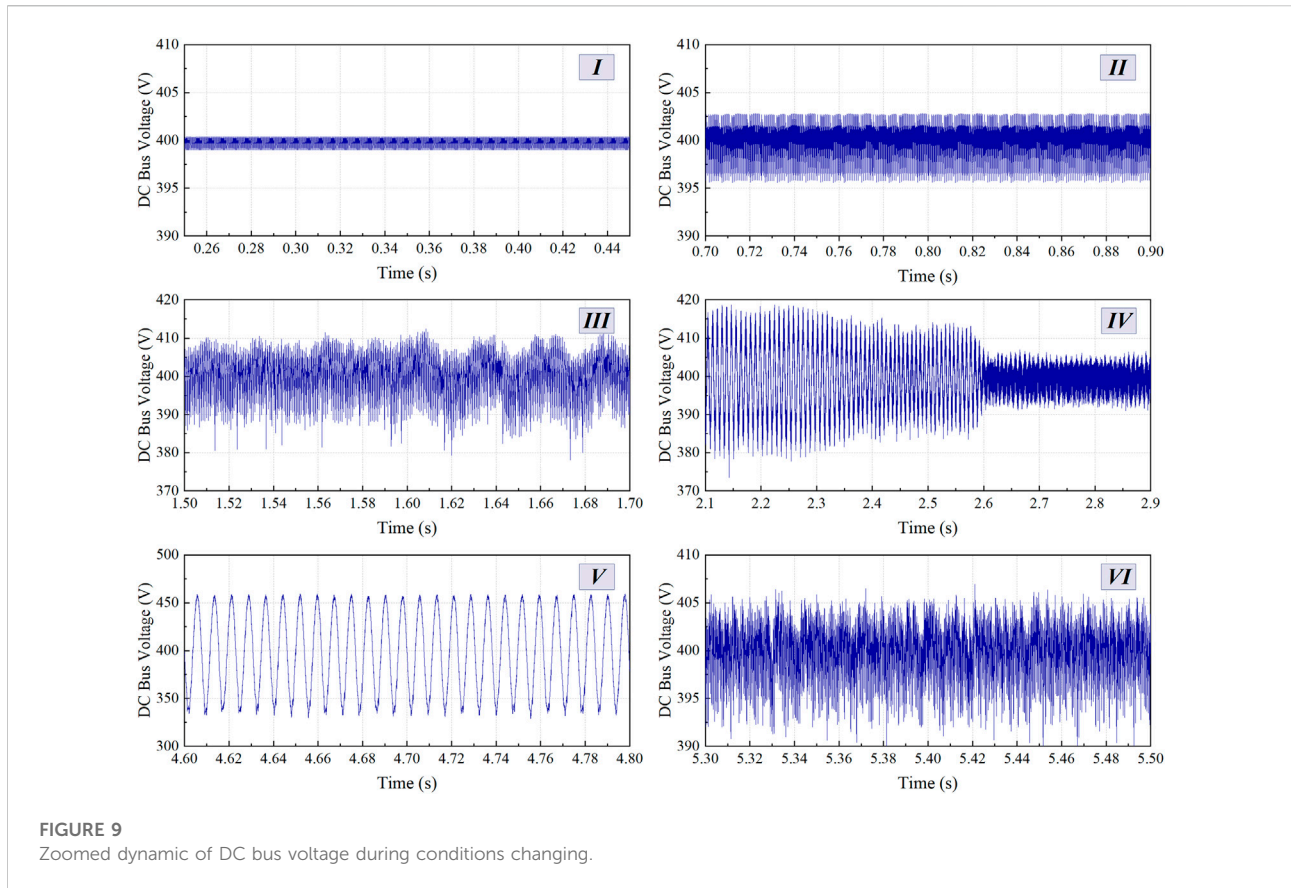 410
405
400
395
390
DC Bus Voltage (V)
I
0.26 0.28 0.30 0.32 0.34 0.36 0.38 0.40 0.42 0.44
Time (s)
410
405
400
395
390
DC Bus Voltage (V)
II
0.70 0.72 0.74 0.76 0.78 0.80 0.82 0.84 0.86 0.88 0.90
Time (s)
420
410
400
390
380
370
DC Bus Voltage (V)
III
1.50 1.52 1.54 1.56 1.58 1.60 1.62 1.64 1.66 1.68 1.70
Time (s)
420
410
400
390
380
370
DC Bus Voltage (V)
IV
2.1 2.2 2.3 2.4 2.5 2.6 2.7 2.8 2.9
Time (s)
500
450
400
350
300
DC Bus Voltage (V)
V
4.60 4.62 4.64 4.66 4.68 4.70 4.72 4.74 4.76 4.78 4.80
Time (s)
410
405
400
395
390
DC Bus Voltage (V)
VI
5.30 5.32 5.34 5.36 5.38 5.40 5.42 5.44 5.46 5.48 5.50
Time (s)
FIGURE 9
Zoomed dynamic of DC bus voltage during conditions changing.